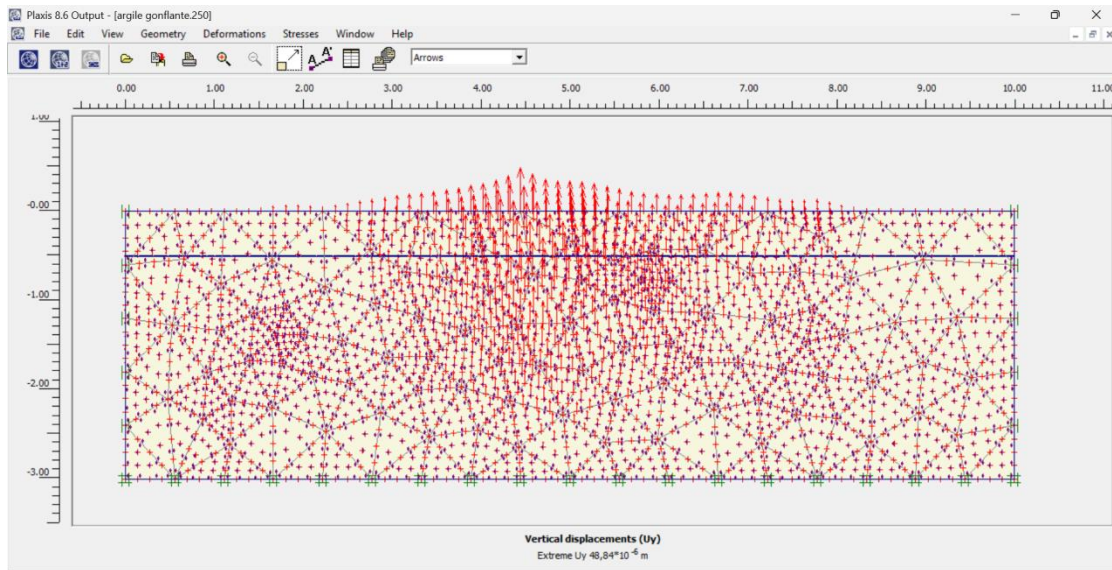 Plaxis 8.6 Output - [argile gonflante.250]
File Edit View Geometry Deformations Stresses Window Help
A A' Arrows
0.00 1.00 2.00 3.00 4.00 5.00 6.00 7.00 8.00 9.00 10.00 11.00
1.00
-0.00
-1.00
-2.00
-3.00
Vertical displacements (Uy)
Extreme Uy 48,84*10 -6 m